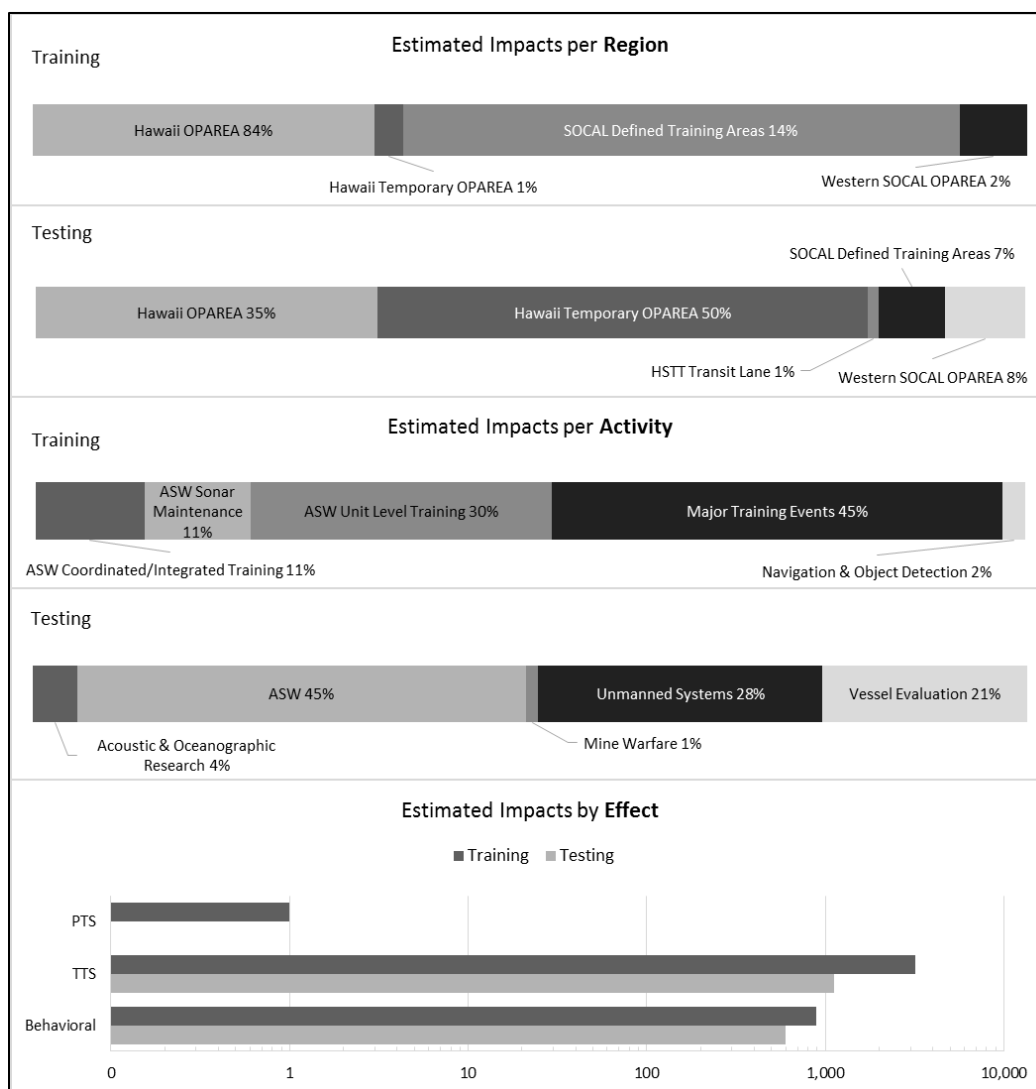 Estimated Impacts per Region
Training
Hawaii OPAREA 84%
SOCAL Defined Training Areas 14%
Hawaii Temporary OPAREA 1%
Western SOCAL OPAREA 2%
Testing
SOCAL Defined Training Areas 7%
Hawaii OPAREA 35%
Hawaii Temporary OPAREA 50%
HSTT Transit Lane 1%
Western SOCAL OPAREA 8%
Estimated Impacts per Activity
Training
ASW Sonar
Maintenance
11%
ASW Unit Level Training 30%
Major Training Events 45%
ASW Coordinated/Integrated Training 11%
Navigation & Object Detection 2%
Testing
ASW 45%
Unmanned Systems 28%
Vessel Evaluation 21%
Acoustic & Oceanographic
Research 4%
Mine Warfare 1%
Estimated Impacts by Effect
Training Testing
PTS
TTS
Behavioral
0 1 10 100 1,000 10,000